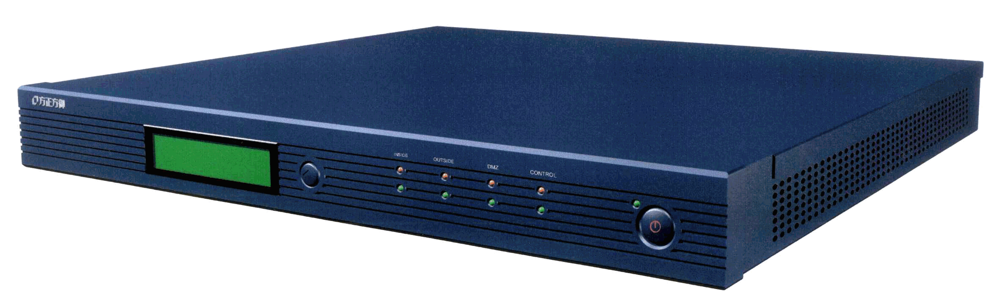 方正方御
INSIDE
OUTSIDE
DMZ
CONTROL